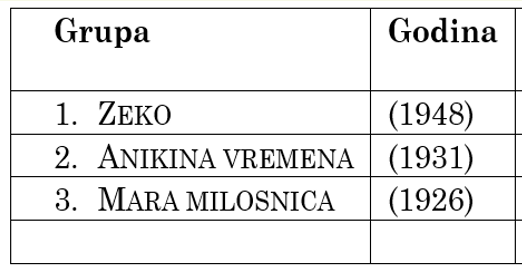 Grupa Godina
1. ZEKO (1948)
2. ANIKINA VREMENA (1931)
3. MARA MILOSNICA (1926)